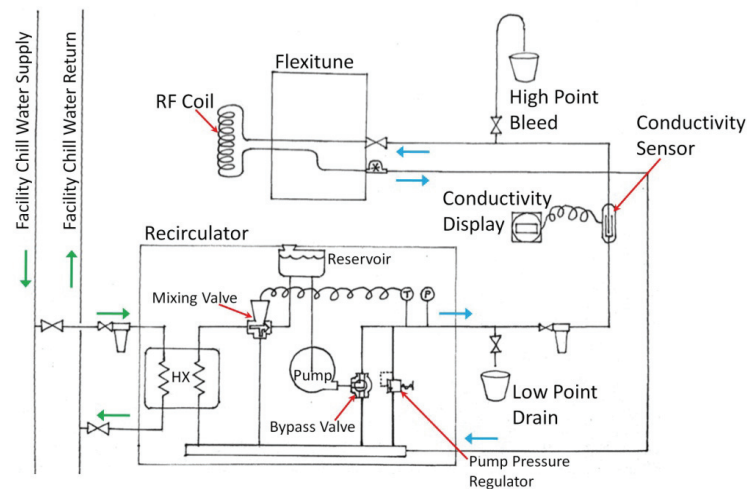 Facility Chill Water Supply
Facility Chill Water Return
Flexitune
RF Coil
High Point
Bleed
Conductivity
Sensor
Conductivity
Display
Recirculator
Reservoir
Mixing Valve
T
P
HX
Pump
Bypass Valve
Low Point
Drain
Pump Pressure
Regulator